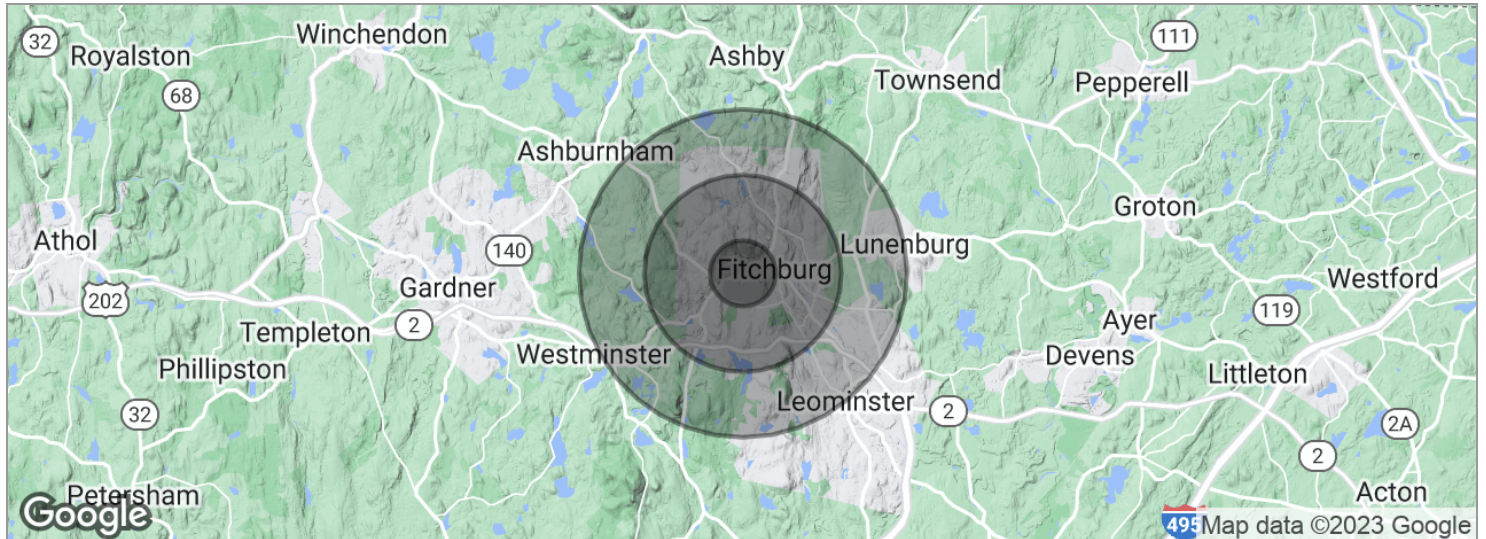 32
Royalston
Winchendon
Ashby
111
Townsend
Pepperell
68
Ashburnham
Groton
Athol
140
Lunenburg
Fitchburg
Westford
202
Gardner
2
119
Templeton
Ayer
Westminster
Devens
Phillipston
Littleton
32
Leominster
2
2A
2
Petersham
Acton
Google
495
Map data ©2023 Google